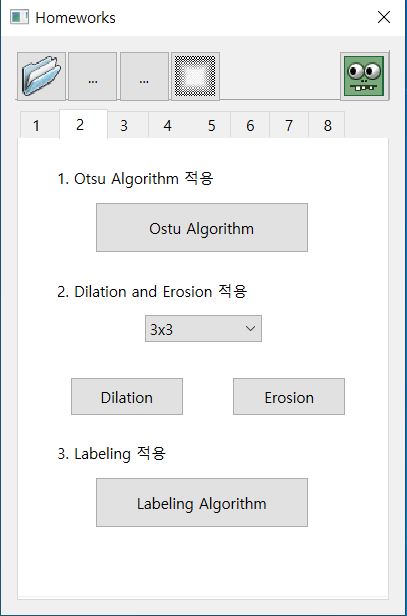 Homeworks
... ...
1 2 3 4 5 6 7 8
1. Otsu Algorithm 적용
Ostu Algorithm
2. Dilation and Erosion 적용
3x3
Dilation Erosion
3. Labeling 적용
Labeling Algorithm